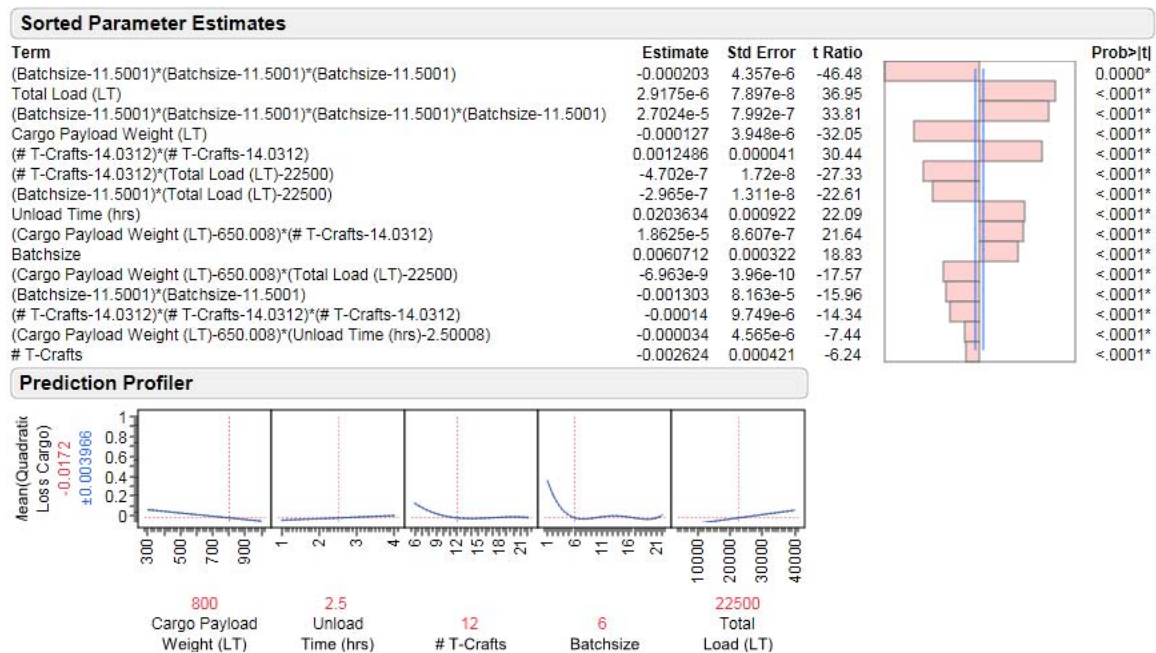 Sorted Parameter Estimates
Term Estimate Std Error t Ratio Prob>|t|
(Batchsize-11.5001)*(Batchsize-11.5001)*(Batchsize-11.5001) -0.000203 4.357e-6 -46.48 0.0000*
Total Load (LT) 2.9175e-6 7.897e-8 36.95 <.0001*
(Batchsize-11.5001)*(Batchsize-11.5001)*(Batchsize-11.5001)*(Batchsize-11.5001) 2.7024e-5 7.992e-7 33.81 <.0001*
Cargo Payload Weight (LT) -0.000127 3.948e-6 -32.05 <.0001*
(# T-Crafts-14.0312)*(# T-Crafts-14.0312) 0.0012486 0.000041 30.44 <.0001*
(# T-Crafts-14.0312)*(Total Load (LT)-22500) -4.702e-7 1.72e-8 -27.33 <.0001*
(Batchsize-11.5001)*(Total Load (LT)-22500) -2.965e-7 1.311e-8 -22.61 <.0001*
Unload Time (hrs) 0.0203634 0.000922 22.09 <.0001*
(Cargo Payload Weight (LT)-650.008)*(# T-Crafts-14.0312) 1.8625e-5 8.607e-7 21.64 <.0001*
Batchsize 0.0060712 0.000322 18.83 <.0001*
(Cargo Payload Weight (LT)-650.008)*(Total Load (LT)-22500) -6.963e-9 3.96e-10 -17.57 <.0001*
(Batchsize-11.5001)*(Batchsize-11.5001) -0.001303 8.163e-5 -15.96 <.0001*
(# T-Crafts-14.0312)*(# T-Crafts-14.0312)*(# T-Crafts-14.0312) -0.00014 9.749e-6 -14.34 <.0001*
(Cargo Payload Weight (LT)-650.008)*(Unload Time (hrs)-2.50008) -0.000034 4.565e-6 -7.44 <.0001*
# T-Crafts -0.002624 0.000421 -6.24 <.0001*
Prediction Profiler
Loss Cargo)
-0.0172
±0.003966
1
0.8
0.6
0.4
0.2
0
300 500 700 900 1 2 3 4 6 9 12 15 18 21 1 6 11 16 21 10000 20000 30000 40000
800 2.5 12 6 22500
Cargo Payload Unload # T-Crafts Batchsize Total
Weight (LT) Time (hrs) Load (LT)